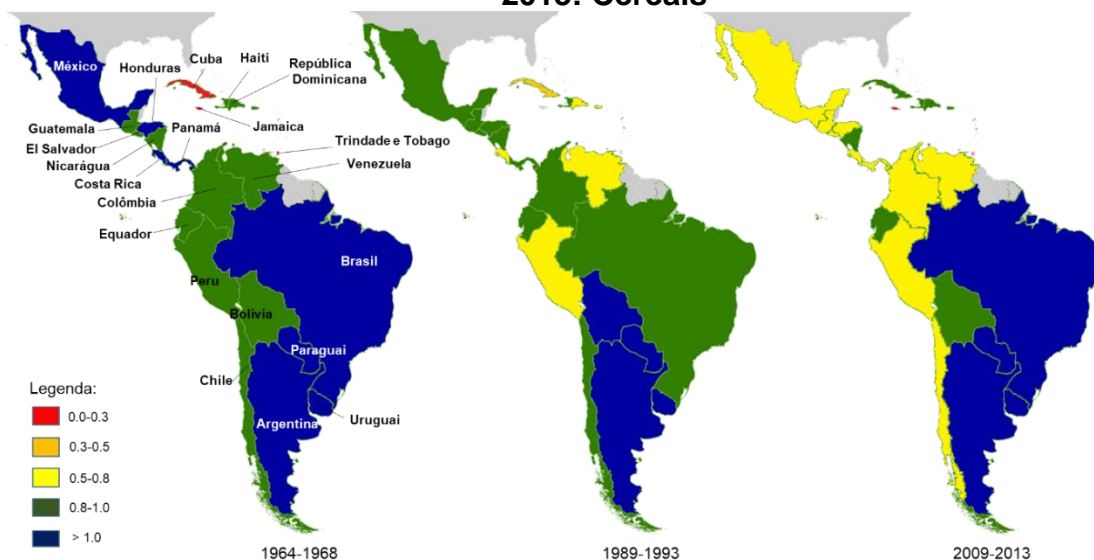 2013: Cereais
México
Honduras
Cuba
Haiti
República
Dominicana
Guatemala
Panamá
Jamaica
El Salvador
Trindade e Tobago
Nicarágua
Venezuela
Costa Rica
Colômbia
Equador
Brasil
Peru
Bolívia
Paraguai
Chile
Uruguai
Argentina
Legenda:
0.0-0.3
0.3-0.5
0.5-0.8
0.8-1.0
> 1.0
1964-1968
1989-1993
2009-2013